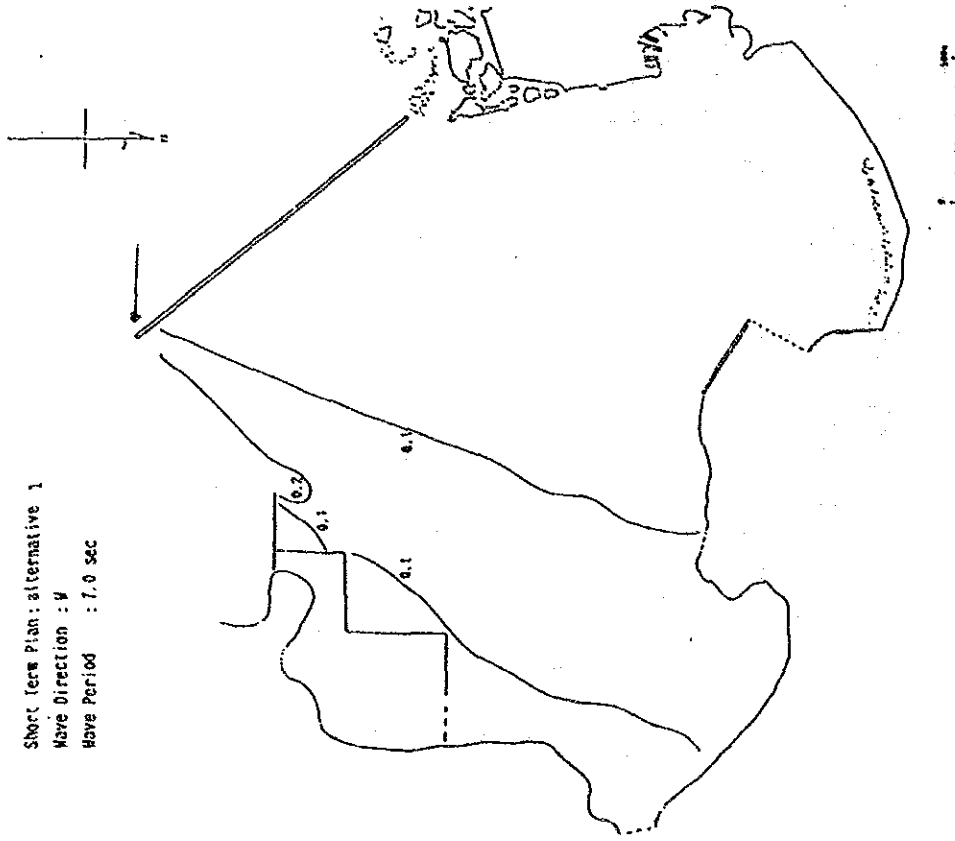 Short Term Plan: alternative 1
Wave Direction : W
Wave Period : 7.0 sec
0.2
0.1
0.1
0.1